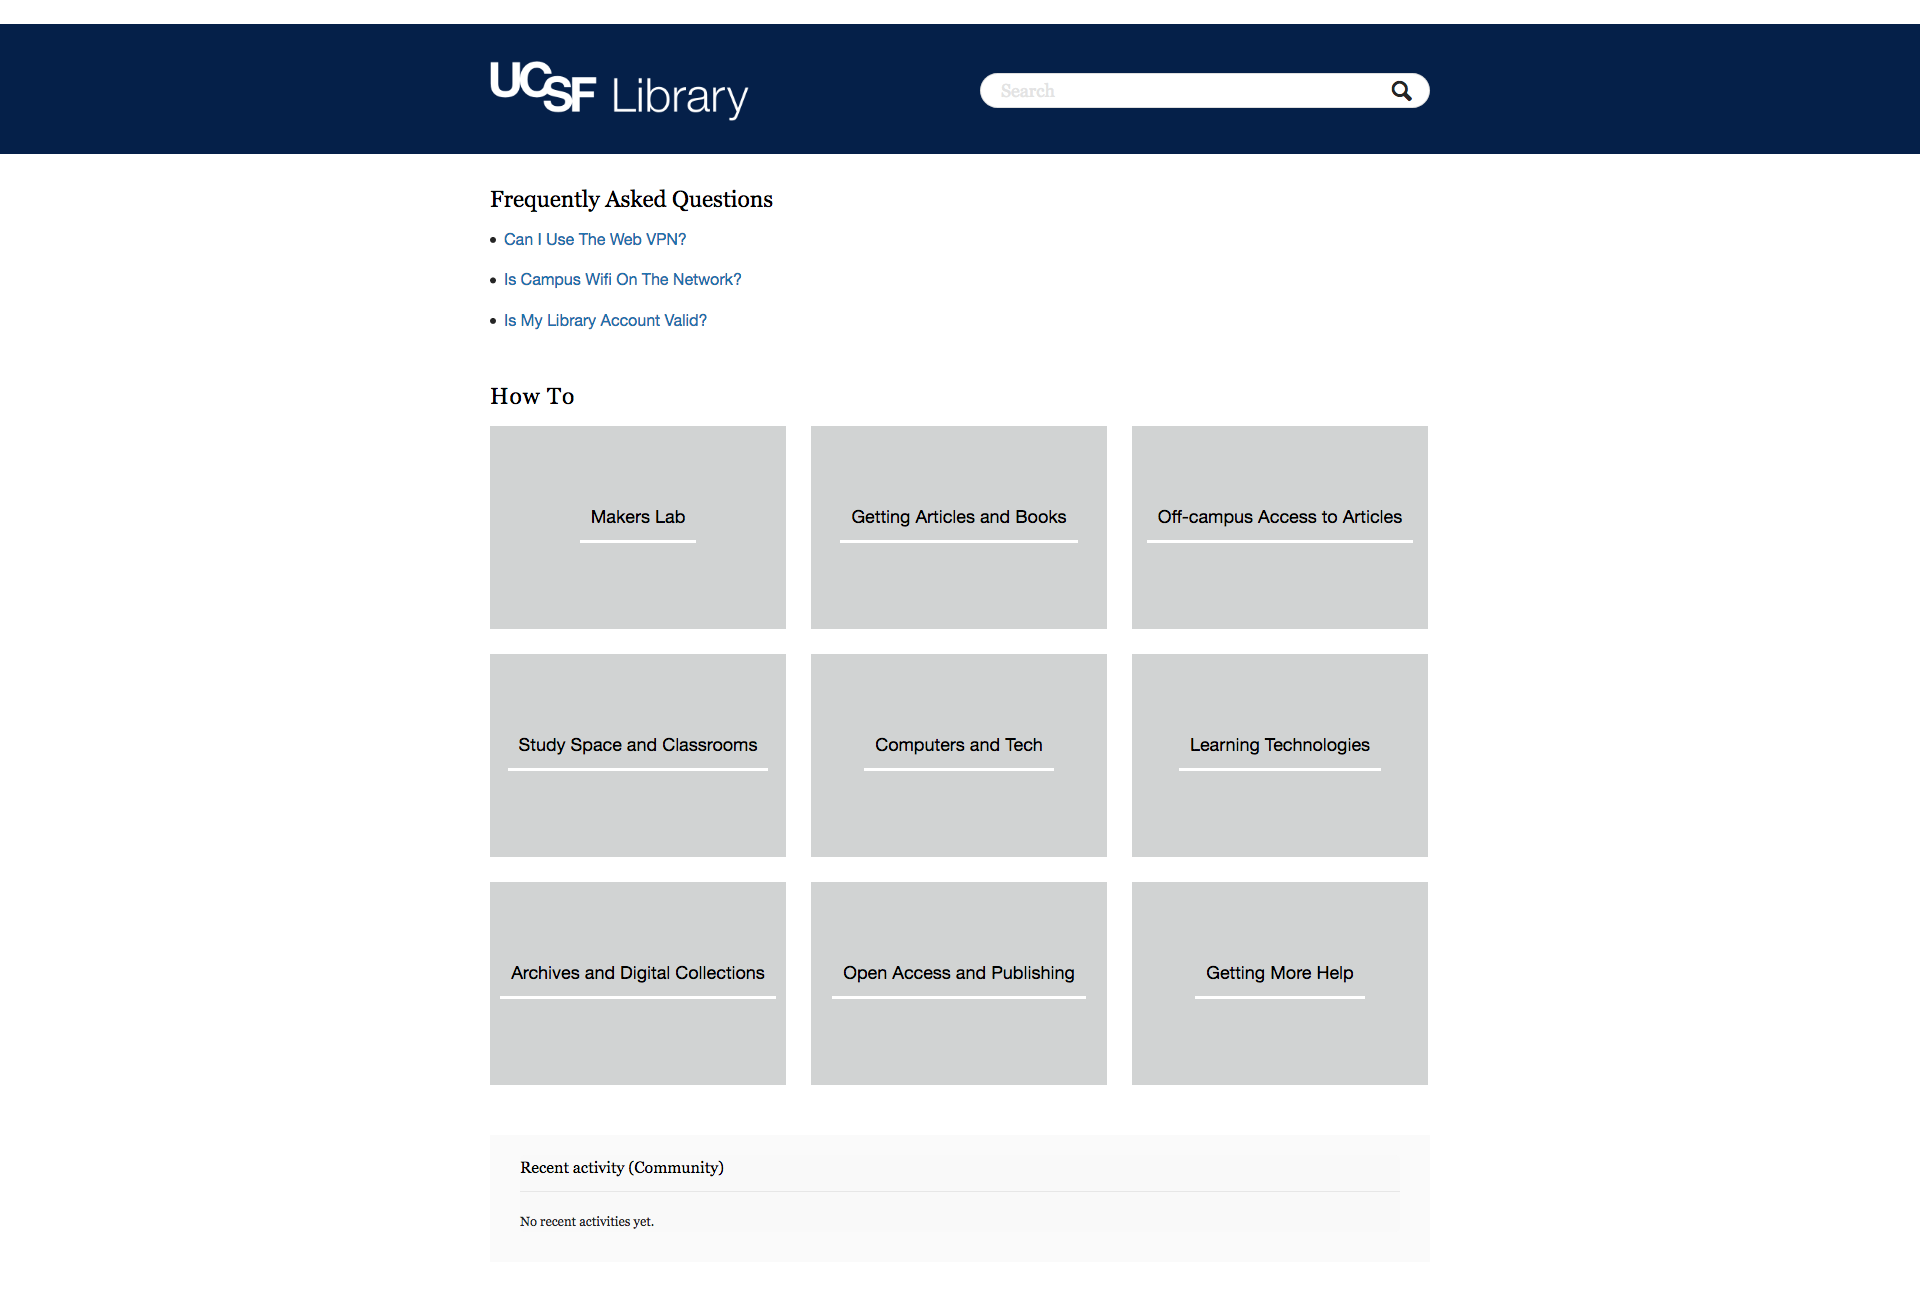 UCSF Library
Search
Frequently Asked Questions
Can I Use The Web VPN?
Is Campus Wifi On The Network?
Is My Library Account Valid?
How To
Makers Lab
Getting Articles and Books
Off-campus Access to Articles
Study Space and Classrooms
Computers and Tech
Learning Technologies
Archives and Digital Collections
Open Access and Publishing
Getting More Help
Recent activity (Community)
No recent activities yet.